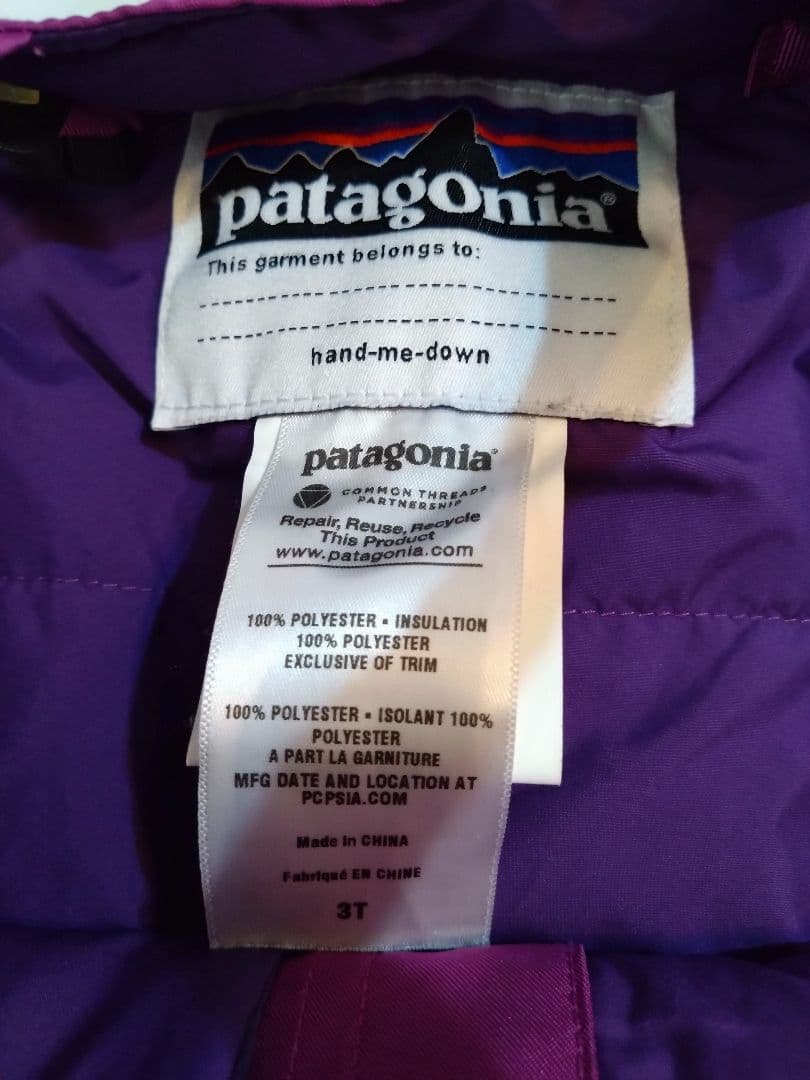 patagonia®
This garment belongs to:
hand-me-down
patagonia®
COMMON THREADS
PARTNERSHIP
Repair, Reuse, Recycle
This Product
www.patagonia.com
100% POLYESTER • INSULATION
100% POLYESTER
EXCLUSIVE OF TRIM
100% POLYESTER • ISOLANT 100%
POLYESTER
A PART LA GARNITURE
MFG DATE AND LOCATION AT
PCPSIA.COM
Made in CHINA
Fabriqué EN CHINE
3T